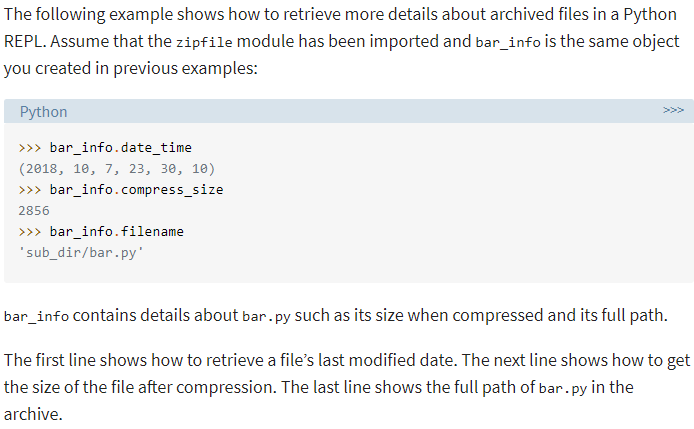 The following example shows how to retrieve more details about archived files in a Python
REPL. Assume that the zipfile module has been imported and bar_info is the same object
you created in previous examples:
Python >>>
>>> bar_info.date_time
(2018, 10, 7, 23, 30, 10)
>>> bar_info.compress_size
2856
>>> bar_info.filename
'sub_dir/bar.py'
bar_info contains details about bar.py such as its size when compressed and its full path.
The first line shows how to retrieve a file’s last modified date. The next line shows how to get
the size of the file after compression. The last line shows the full path of bar.py in the
archive.